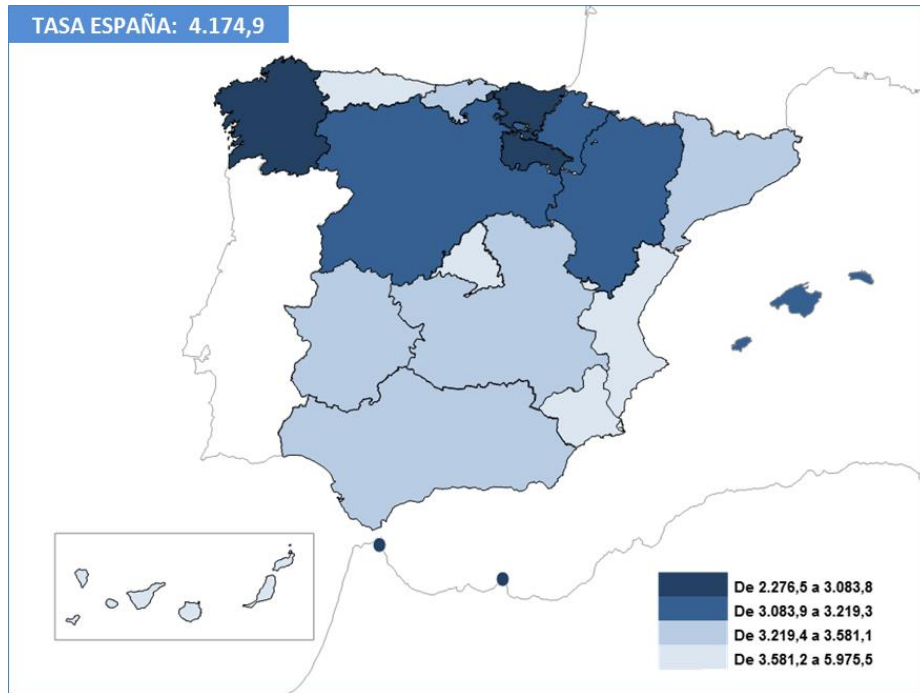 TASA ESPAÑA: 4.174,9
De 2.276,5 a 3.083,8
De 3.083,9 a 3.219,3
De 3.219,4 a 3.581,1
De 3.581,2 a 5.975,5